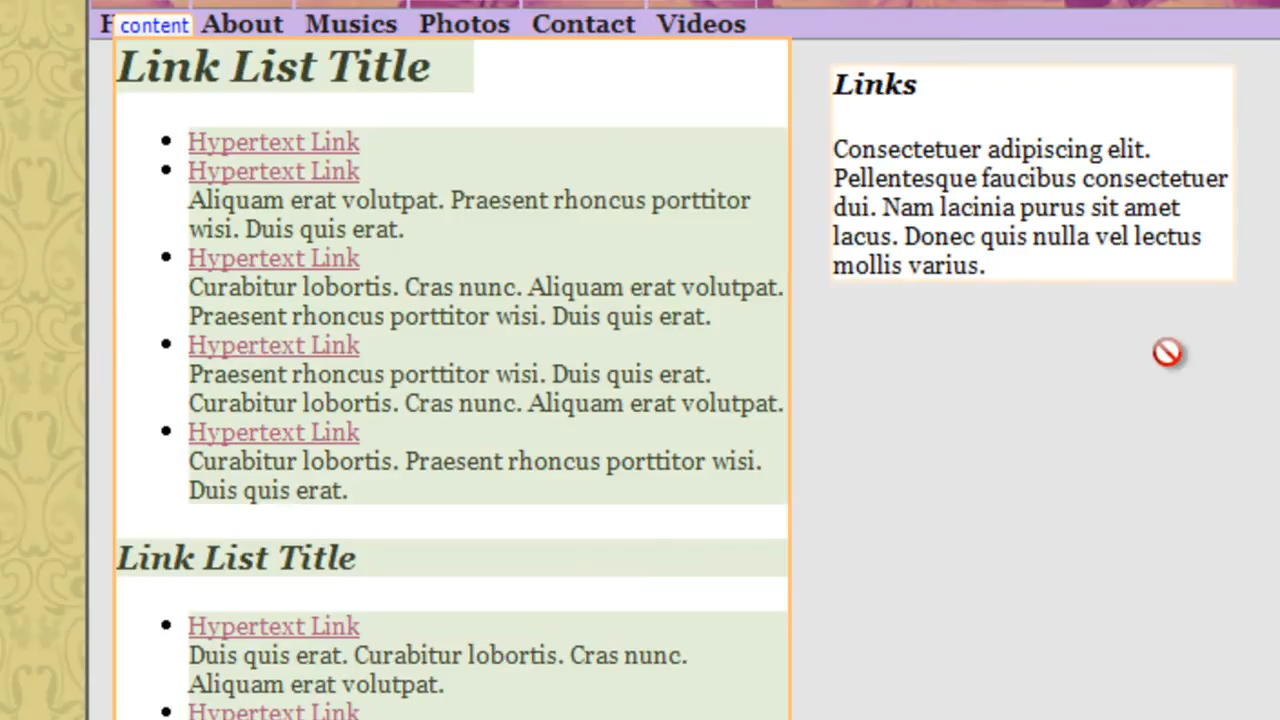 content About Musics Photos Contact Videos
Link List Title
Hypertext Link
Hypertext Link
Aliquam erat volutpat. Praesent rhoncus porttitor
wisi. Duis quis erat.
Hypertext Link
Curabitur lobortis. Cras nunc. Aliquam erat volutpat.
Praesent rhoncus porttitor wisi. Duis quis erat.
Hypertext Link
Praesent rhoncus porttitor wisi. Duis quis erat.
Curabitur lobortis. Cras nunc. Aliquam erat volutpat.
Hypertext Link
Curabitur lobortis. Praesent rhoncus porttitor wisi.
Duis quis erat.
Link List Title
Hypertext Link
Duis quis erat. Curabitur lobortis. Cras nunc.
Aliquam erat volutpat.
Hypertext Link
Links
Consectetuer adipiscing elit.
Pellentesque faucibus consectetuer
dui. Nam lacinia purus sit amet
lacus. Donec quis nulla vel lectus
mollis varius.